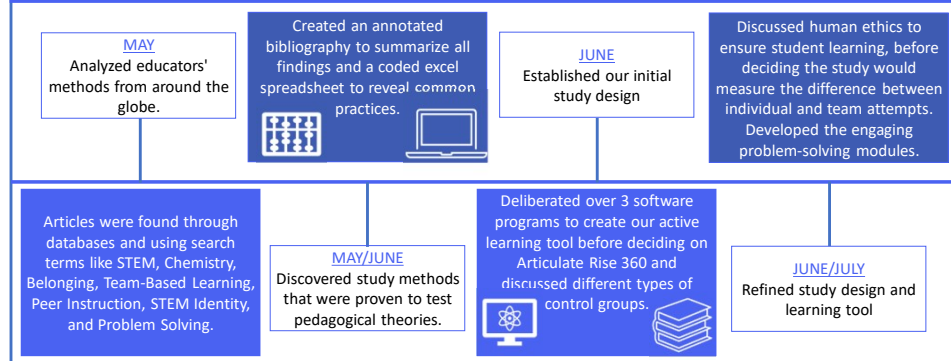 MAY
Analyzed educators'
methods from around the
globe.
Created an annotated
bibliography to summarize all
findings and a coded excel
spreadsheet to reveal common
practices.
JUNE
Established our initial
study design
Discussed human ethics to
ensure student learning, before
deciding the study would
measure the difference between
individual and team attempts.
Developed the engaging
problem-solving modules.
Articles were found through
databases and using search
terms like STEM, Chemistry,
Belonging, Team-Based Learning,
Peer Instruction, STEM Identity,
and Problem Solving.
MAY/JUNE
Discovered study methods
that were proven to test
pedagogical theories.
Deliberated over 3 software
programs to create our active
learning tool before deciding on
Articulate Rise 360 and
discussed different types of
control groups.
JUNE/JULY
Refined study design and
learning tool